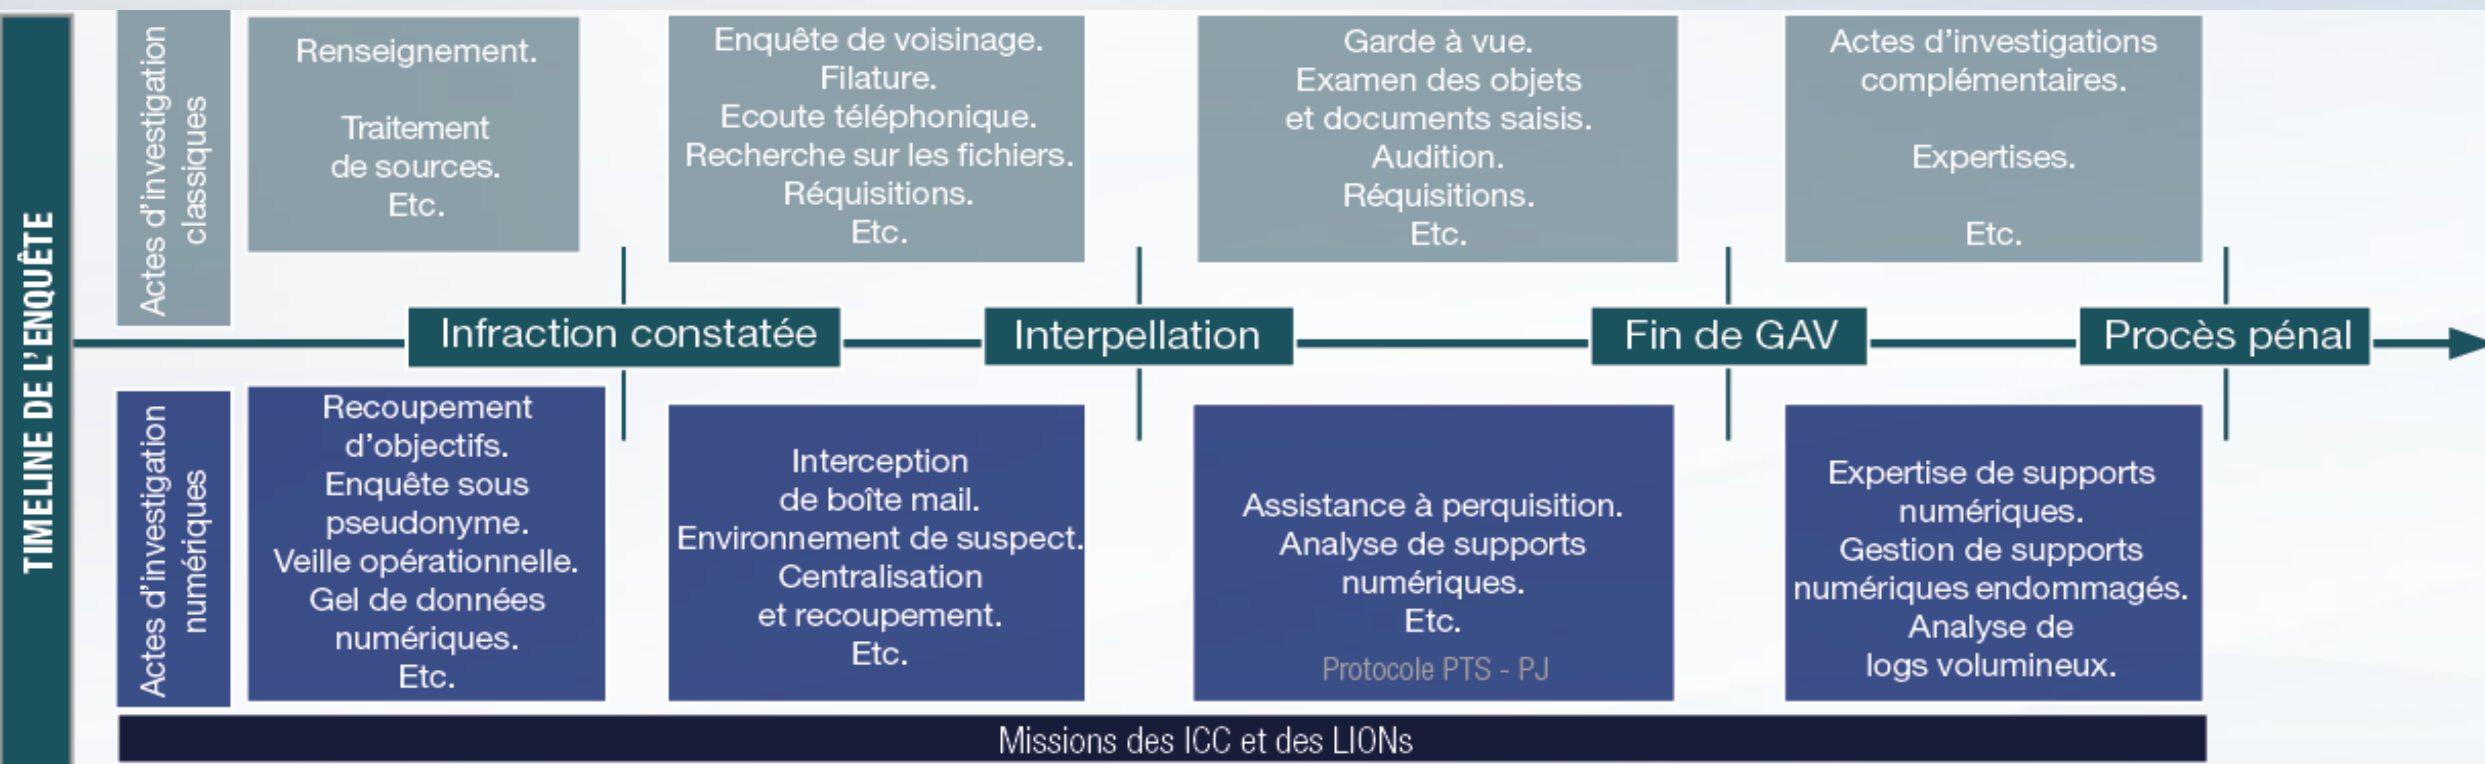 TIMELINE DE L'ENQUÊTE
Actes d'investigation
classiques
Renseignement.
Traitement
de sources.
Etc.
Enquête de voisinage.
Filature.
Ecoute téléphonique.
Recherche sur les fichiers.
Réquisitions.
Etc.
Garde à vue.
Examen des objets
et documents saisis.
Audition.
Réquisitions.
Etc.
Actes d'investigations
complémentaires.
Expertises.
Etc.
Infraction constatée
Interpellation
Fin de GAV
Procès pénal
Actes d'investigation
numériques
Recoupement
d'objectifs.
Enquête sous
pseudonyme.
Veille opérationnelle.
Gel de données
numériques.
Etc.
Interception
de boîte mail.
Environnement de suspect.
Centralisation
et recoupement.
Etc.
Assistance à perquisition.
Analyse de supports
numériques.
Etc.
Protocole PTS - PJ
Expertise de supports
numériques.
Gestion de supports
numériques endommagés.
Analyse de
logs volumineux.
Missions des ICC et des LIONs